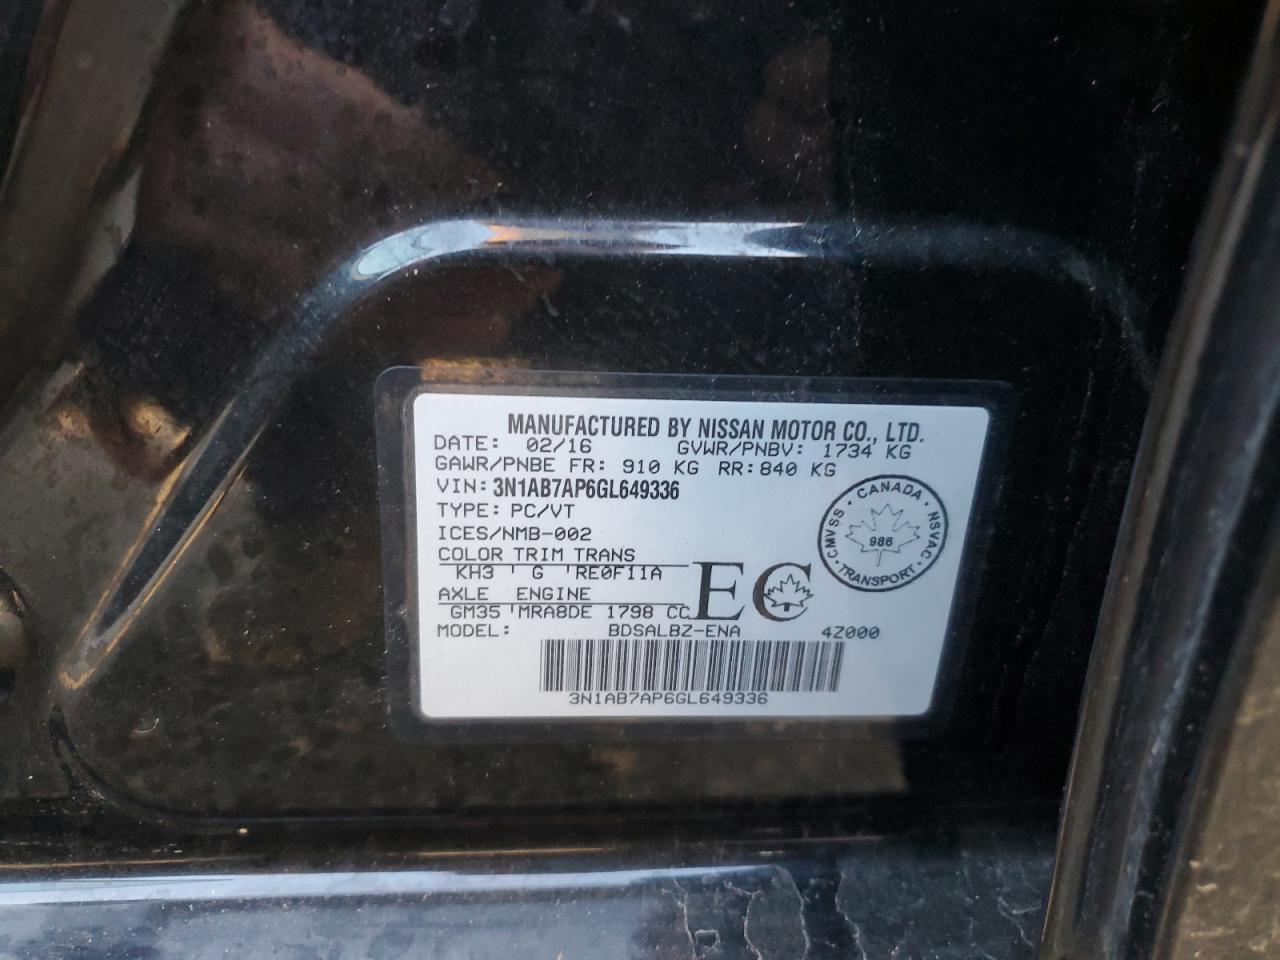 MANUFACTURED BY NISSAN MOTOR CO., LTD.
DATE: 02/16 GVWR/PNBV: 1734 KG
GAWR/PNBE FR: 910 KG RR: 840 KG
VIN: 3N1AB7AP6GL649336
TYPE: PC/VT
ICES/NMB-002
COLOR TRIM TRANS
KH3 G RE0F11A
AXLE ENGINE
GM35 MRA8DE 1798 CC
EC
CANADA
CMVSS
NSVAC
986
TRANSPORT
MODEL: BDSALBZ-ENA 4Z000
3N1AB7AP6GL649336